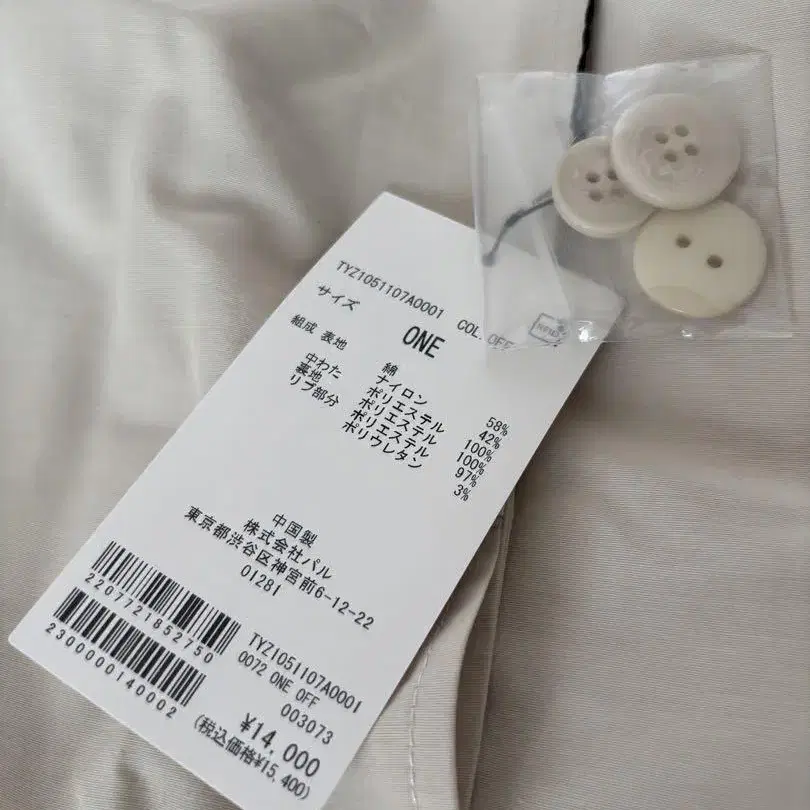 TYZ1051107A0001 COL. OFF
サイズ ONE
組成 表地 綿 58%
ナイロン 42%
中わた ポリエステル 100%
裏地 ポリエステル 100%
リブ部分 ポリエステル 97%
ポリウレタン 3%
中国製
株式会社パル
東京都渋谷区神宮前6-12-22
01281
2207721852750
2300000140002
TYZ1051107A0001
0072 ONE OFF
003073
¥14,000
(税込価格¥15,400)